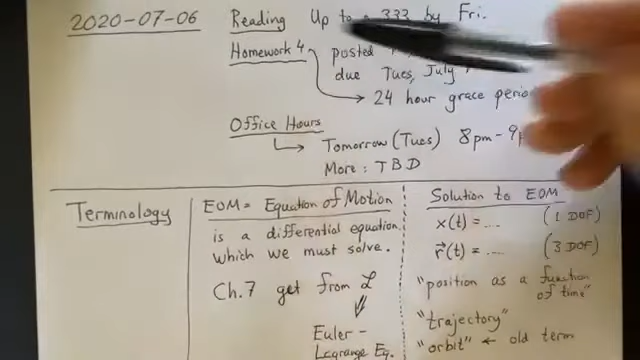 2020-07-06
Reading Up to p 333 by Fri.
Homework 4 posted
due Tues, July
24 hour grace period
Office Hours
Tomorrow (Tues) 8pm-9p
More: TBD
Terminology
EOM = Equation of Motion
is a differential equation
which we must solve.
Ch.7 get from ℒ
Euler-
Lagrange Eq.
Solution to EOM
x(t) = .... (1 DOF)
r⃗(t) = .... (3 DOF)
"position as a function
of time"
"trajectory"
"orbit" ← old term